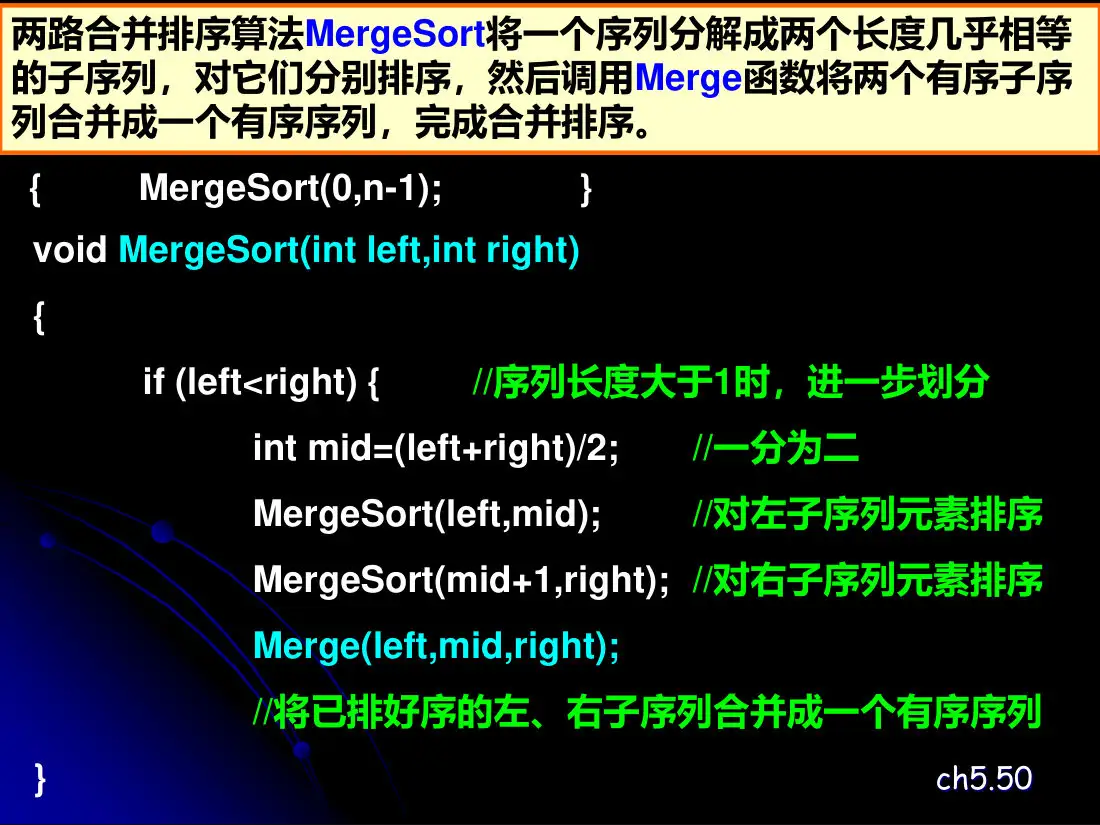 两路合并排序算法MergeSort将一个序列分解成两个长度几乎相等
的子序列，对它们分别排序，然后调用Merge函数将两个有序子序
列合并成一个有序序列，完成合并排序。
{ MergeSort(0,n-1); }
void MergeSort(int left,int right)
{
if (left<right) { //序列长度大于1时，进一步划分
int mid=(left+right)/2; //一分为二
MergeSort(left,mid); //对左子序列元素排序
MergeSort(mid+1,right); //对右子序列元素排序
Merge(left,mid,right);
//将已排好序的左、右子序列合并成一个有序序列
}
ch5.50